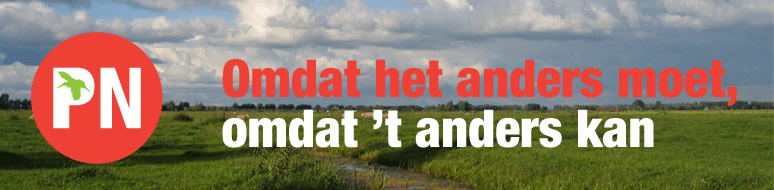 PN
Omdat het anders moet,
omdat ’t anders kan